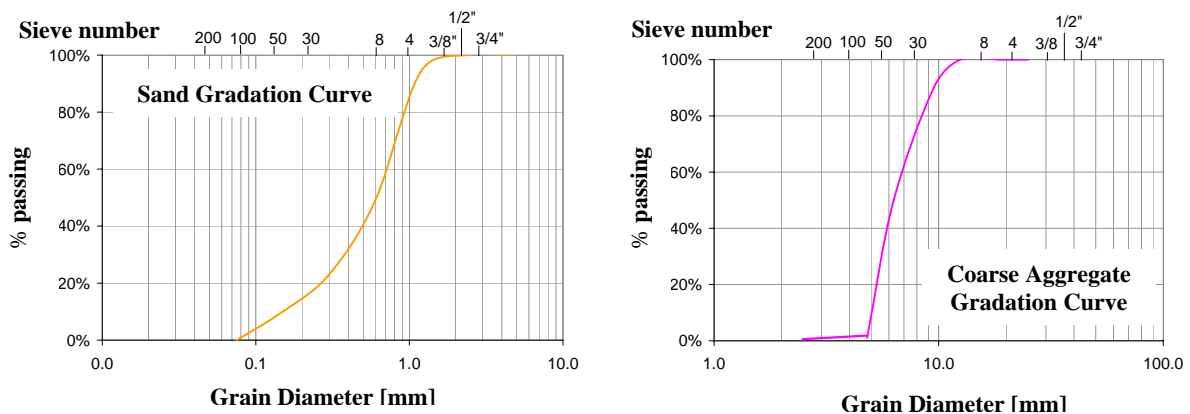 Sieve number
1/2"
200 100 50 30 8 4 3/8" 3/4"
100%
80%
60%
40%
20%
0%
% passing
Sand Gradation Curve
0.0 0.1 1.0 10.0
Grain Diameter [mm]
Sieve number
1/2"
200 100 50 30 8 4 3/8 3/4"
100%
80%
60%
40%
20%
0%
% passing
Coarse Aggregate
Gradation Curve
1.0 10.0 100.0
Grain Diameter [mm]